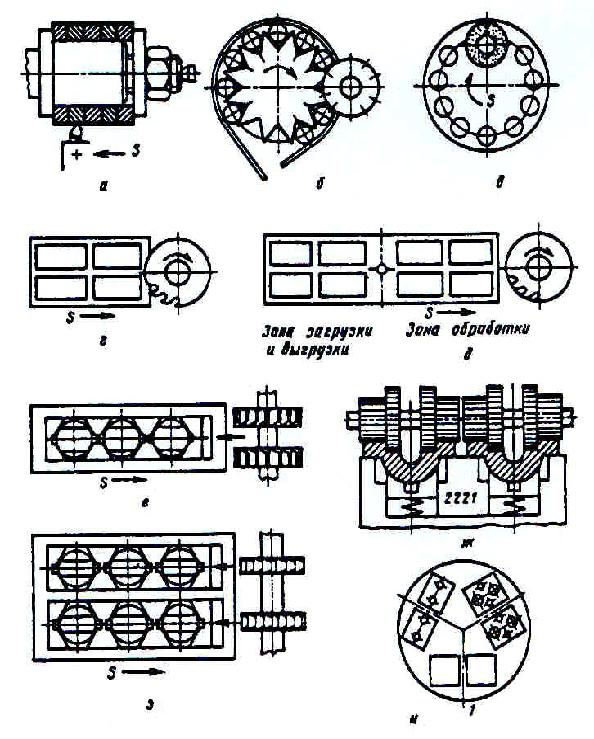 + S
S
а
б
в
г
S
S
Зона загрузки Зона обработки
и выгрузки
д
S
е
2221
ж
S
з
и
1